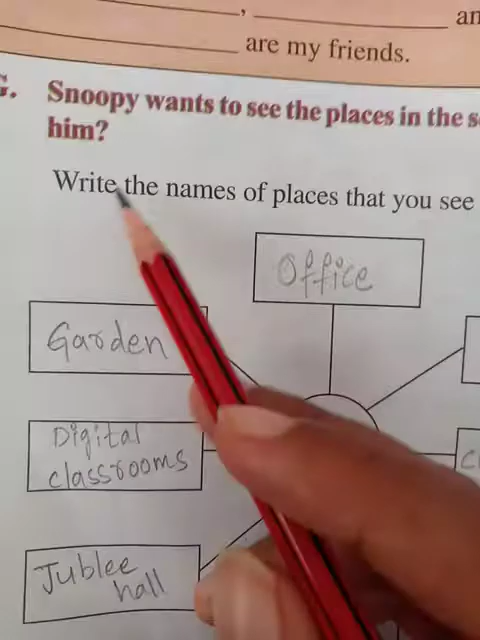 , an
are my friends.
G. Snoopy wants to see the places in the
him?
Write the names of places that you see
Office
Garden
Digital
classrooms
Jublee
hall